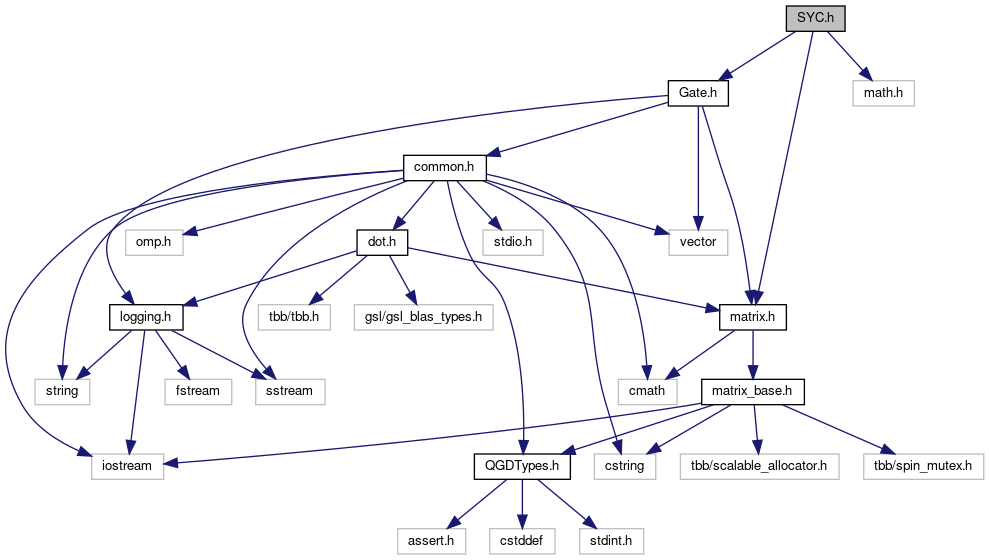 SYC.h
Gate.h
math.h
common.h
omp.h
dot.h
stdio.h
vector
logging.h
tbb/tbb.h
gsl/gsl_blas_types.h
matrix.h
string
fstream
sstream
cmath
matrix_base.h
iostream
QGDTypes.h
cstring
tbb/scalable_allocator.h
tbb/spin_mutex.h
assert.h
cstddef
stdint.h